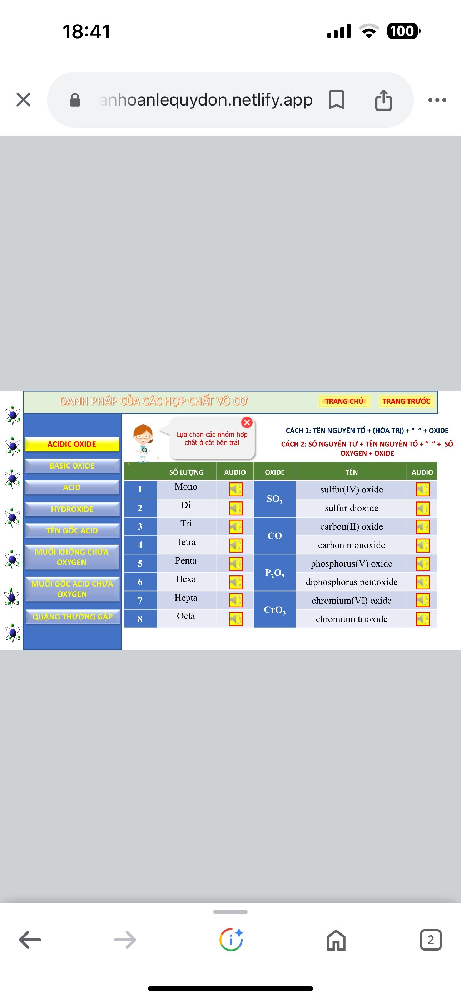 18:41
100
anhoanlequydon.netlify.app
DANH PHÁP CỦA CÁC HỢP CHẤT VÔ CƠ
TRANG CHỦ
TRANG TRƯỚC
ACIDIC OXIDE
BASIC OXIDE
ACID
HYDROXIDE
TÊN GỐC ACID
MUỐI KHÔNG CHỨA
OXYGEN
MUỐI GỐC ACID CHỨA
OXYGEN
QUẶNG THƯỜNG GẶP
Lựa chọn các nhóm hợp
chất ở cột bên trái
CÁCH 1: TÊN NGUYÊN TỐ + (HÓA TRỊ) + “ ” + OXIDE
CÁCH 2: SỐ NGUYÊN TỬ + TÊN NGUYÊN TỐ + “ ” + SỐ
OXYGEN + OXIDE
SỐ LƯỢNG AUDIO OXIDE TÊN AUDIO
1 Mono SO₂ sulfur(IV) oxide
2 Di sulfur dioxide
3 Tri CO carbon(II) oxide
4 Tetra carbon monoxide
5 Penta P₂O₅ phosphorus(V) oxide
6 Hexa diphosphorus pentoxide
7 Hepta CrO₃ chromium(VI) oxide
8 Octa chromium trioxide
2